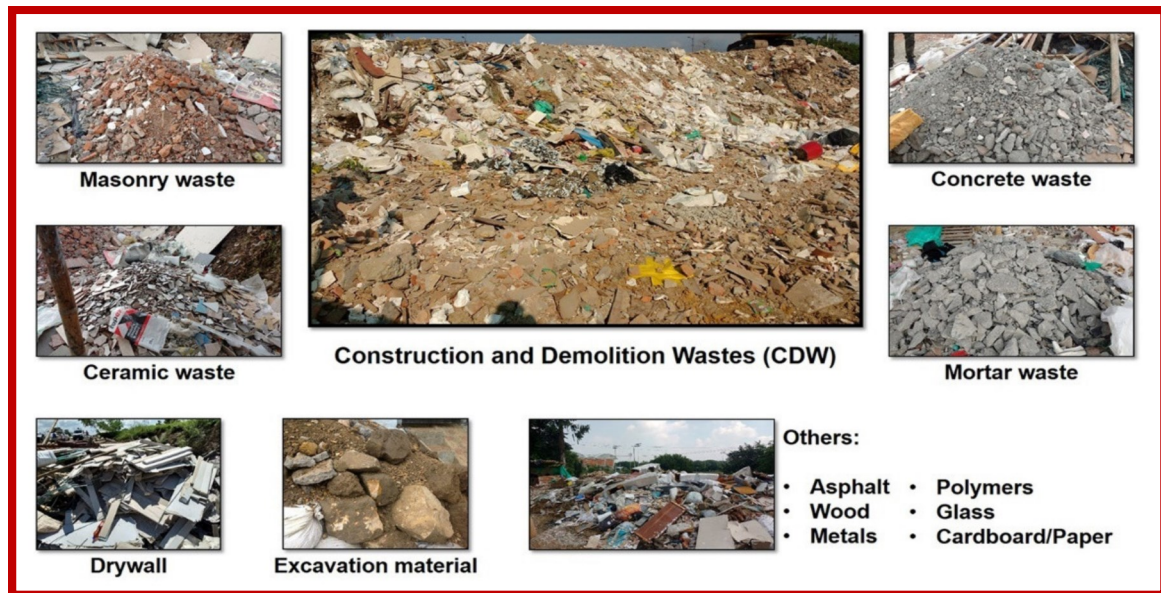 Masonry waste
Concrete waste
Ceramic waste
Construction and Demolition Wastes (CDW)
Mortar waste
Drywall
Excavation material
Others:
• Asphalt
• Wood
• Metals
• Polymers
• Glass
• Cardboard/Paper